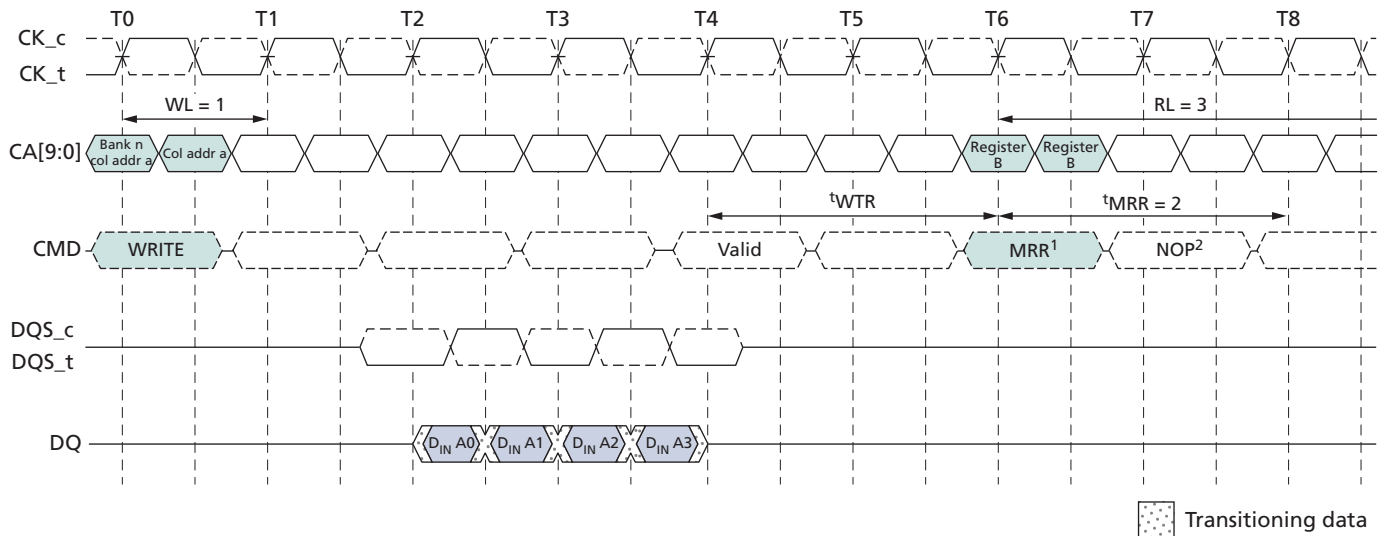 T0 T1 T2 T3 T4 T5 T6 T7 T8
CK_c
CK_t
WL = 1 RL = 3
CA[9:0]
Bank n
col addr a
Col addr a
Register
B
Register
B
tWTR tMRR = 2
CMD WRITE Valid MRR1 NOP2
DQS_c
DQS_t
DQ DIN A0 DIN A1 DIN A2 DIN A3
Transitioning data